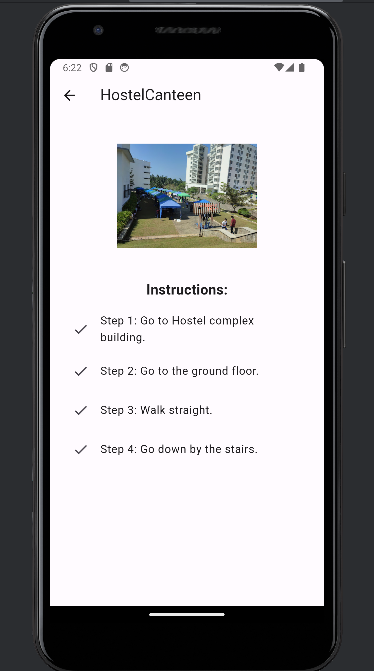 6:22
HostelCanteen
Instructions:
Step 1: Go to Hostel complex
building.
Step 2: Go to the ground floor.
Step 3: Walk straight.
Step 4: Go down by the stairs.